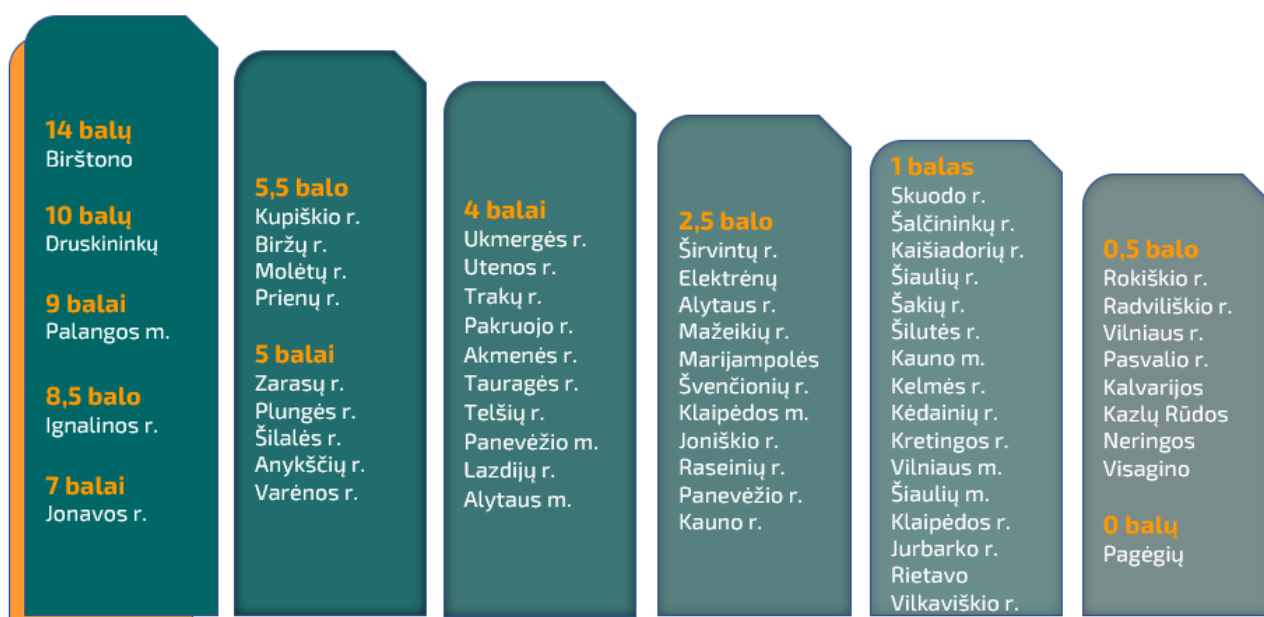 14 balų
Birštono
10 balų
Druskininkų
9 balai
Palangos m.
8,5 balo
Ignalinos r.
7 balai
Jonavos r.
5,5 balo
Kupiškio r.
Biržų r.
Molėtų r.
Prienų r.
5 balai
Zarasų r.
Plungės r.
Šilalės r.
Anykščių r.
Varėnos r.
4 balai
Ukmergės r.
Utenos r.
Trakų r.
Pakruojo r.
Akmenės r.
Tauragės r.
Telšių r.
Panevėžio m.
Lazdijų r.
Alytaus m.
2,5 balo
Širvintų r.
Elektrėnų
Alytaus r.
Mažeikių r.
Marijampolės
Švenčionių r.
Klaipėdos m.
Joniškio r.
Raseinių r.
Panevėžio r.
Kauno r.
1 balas
Skuodo r.
Šalčininkų r.
Kaišiadorių r.
Šiaulių r.
Šakių r.
Šilutės r.
Kauno m.
Kelmės r.
Kėdainių r.
Kretingos r.
Vilniaus m.
Šiaulių m.
Klaipėdos r.
Jurbarko r.
Rietavo
Vilkaviškio r.
0,5 balo
Rokiškio r.
Radviliškio r.
Vilniaus r.
Pasvalio r.
Kalvarijos
Kazlų Rūdos
Neringos
Visagino
0 balų
Pagėgių